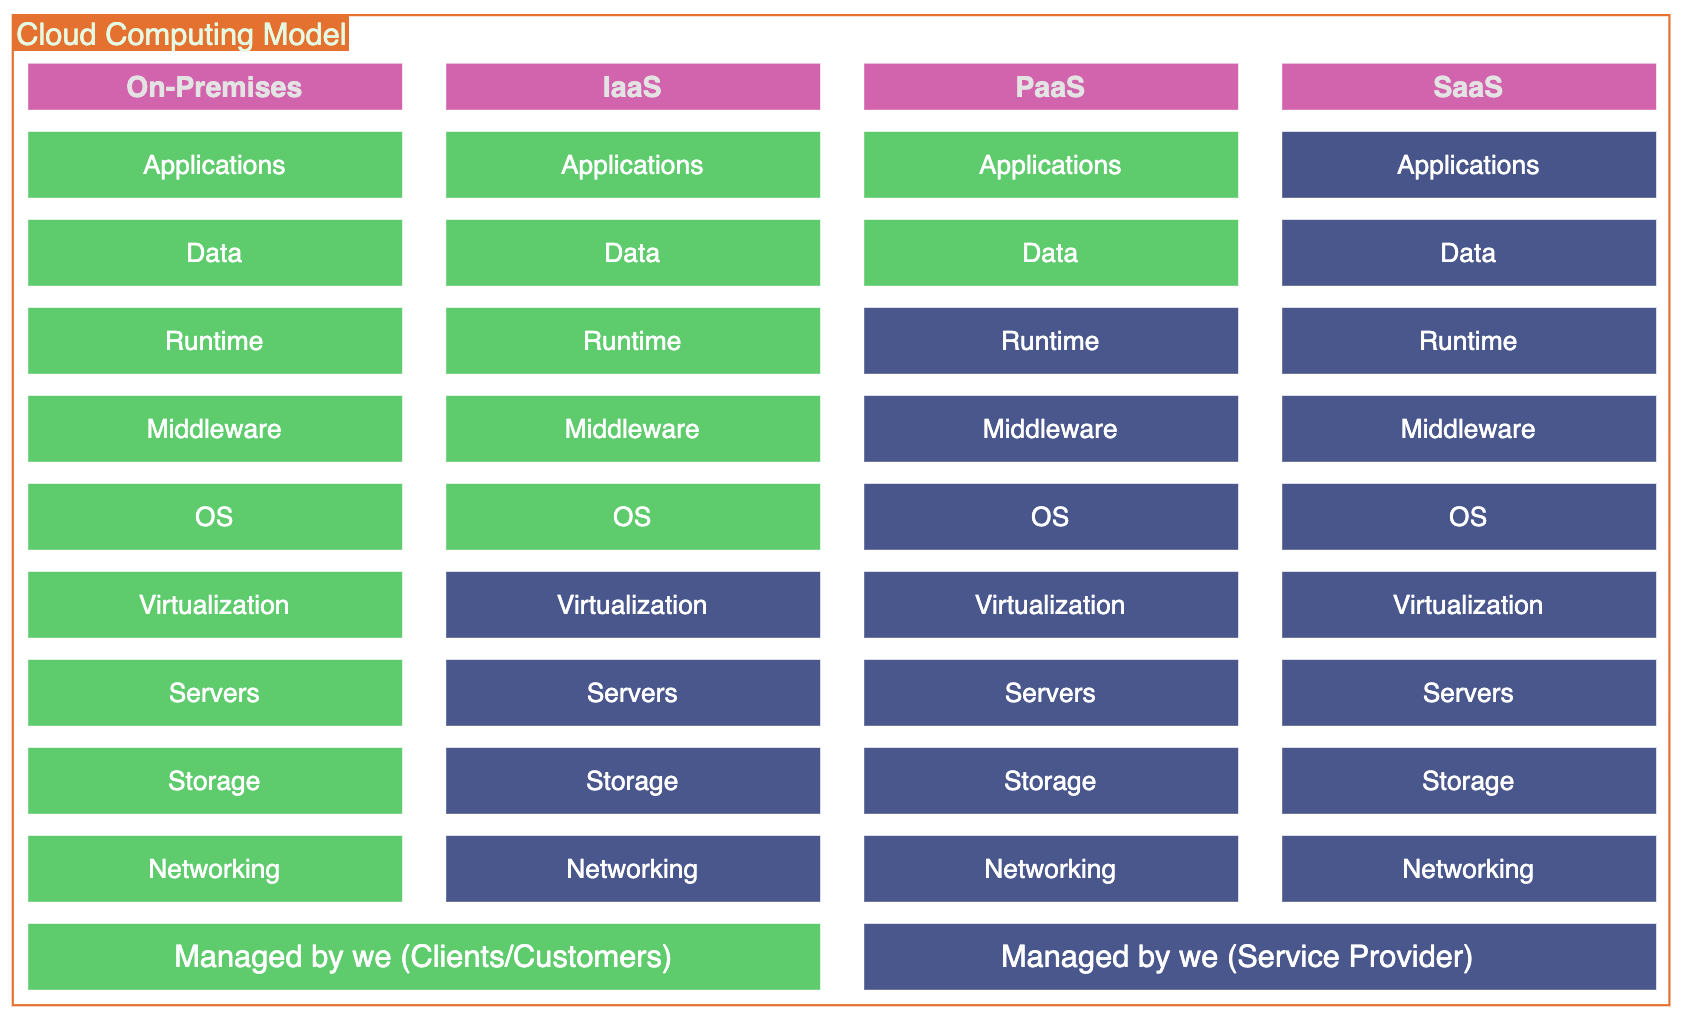 Cloud Computing Model
On-Premises IaaS PaaS SaaS
Applications Applications Applications Applications
Data Data Data Data
Runtime Runtime Runtime Runtime
Middleware Middleware Middleware Middleware
OS OS OS OS
Virtualization Virtualization Virtualization Virtualization
Servers Servers Servers Servers
Storage Storage Storage Storage
Networking Networking Networking Networking
Managed by we (Clients/Customers) Managed by we (Service Provider)